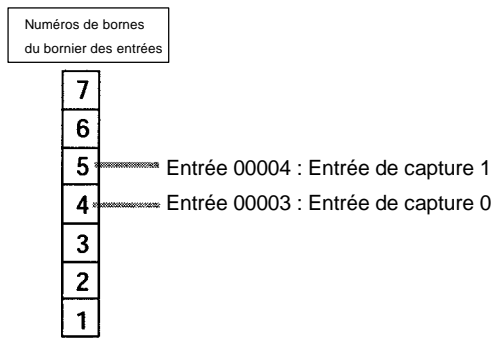 Numéros de bornes
du bornier des entrées
7
6
5 Entrée 00004 : Entrée de capture 1
4 Entrée 00003 : Entrée de capture 0
3
2
1